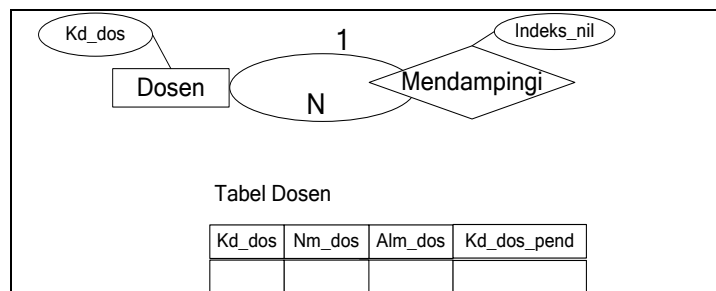 Kd_dos
Indeks_nil
1
Dosen
Mendampingi
N
Tabel Dosen
Kd_dos Nm_dos Alm_dos Kd_dos_pend